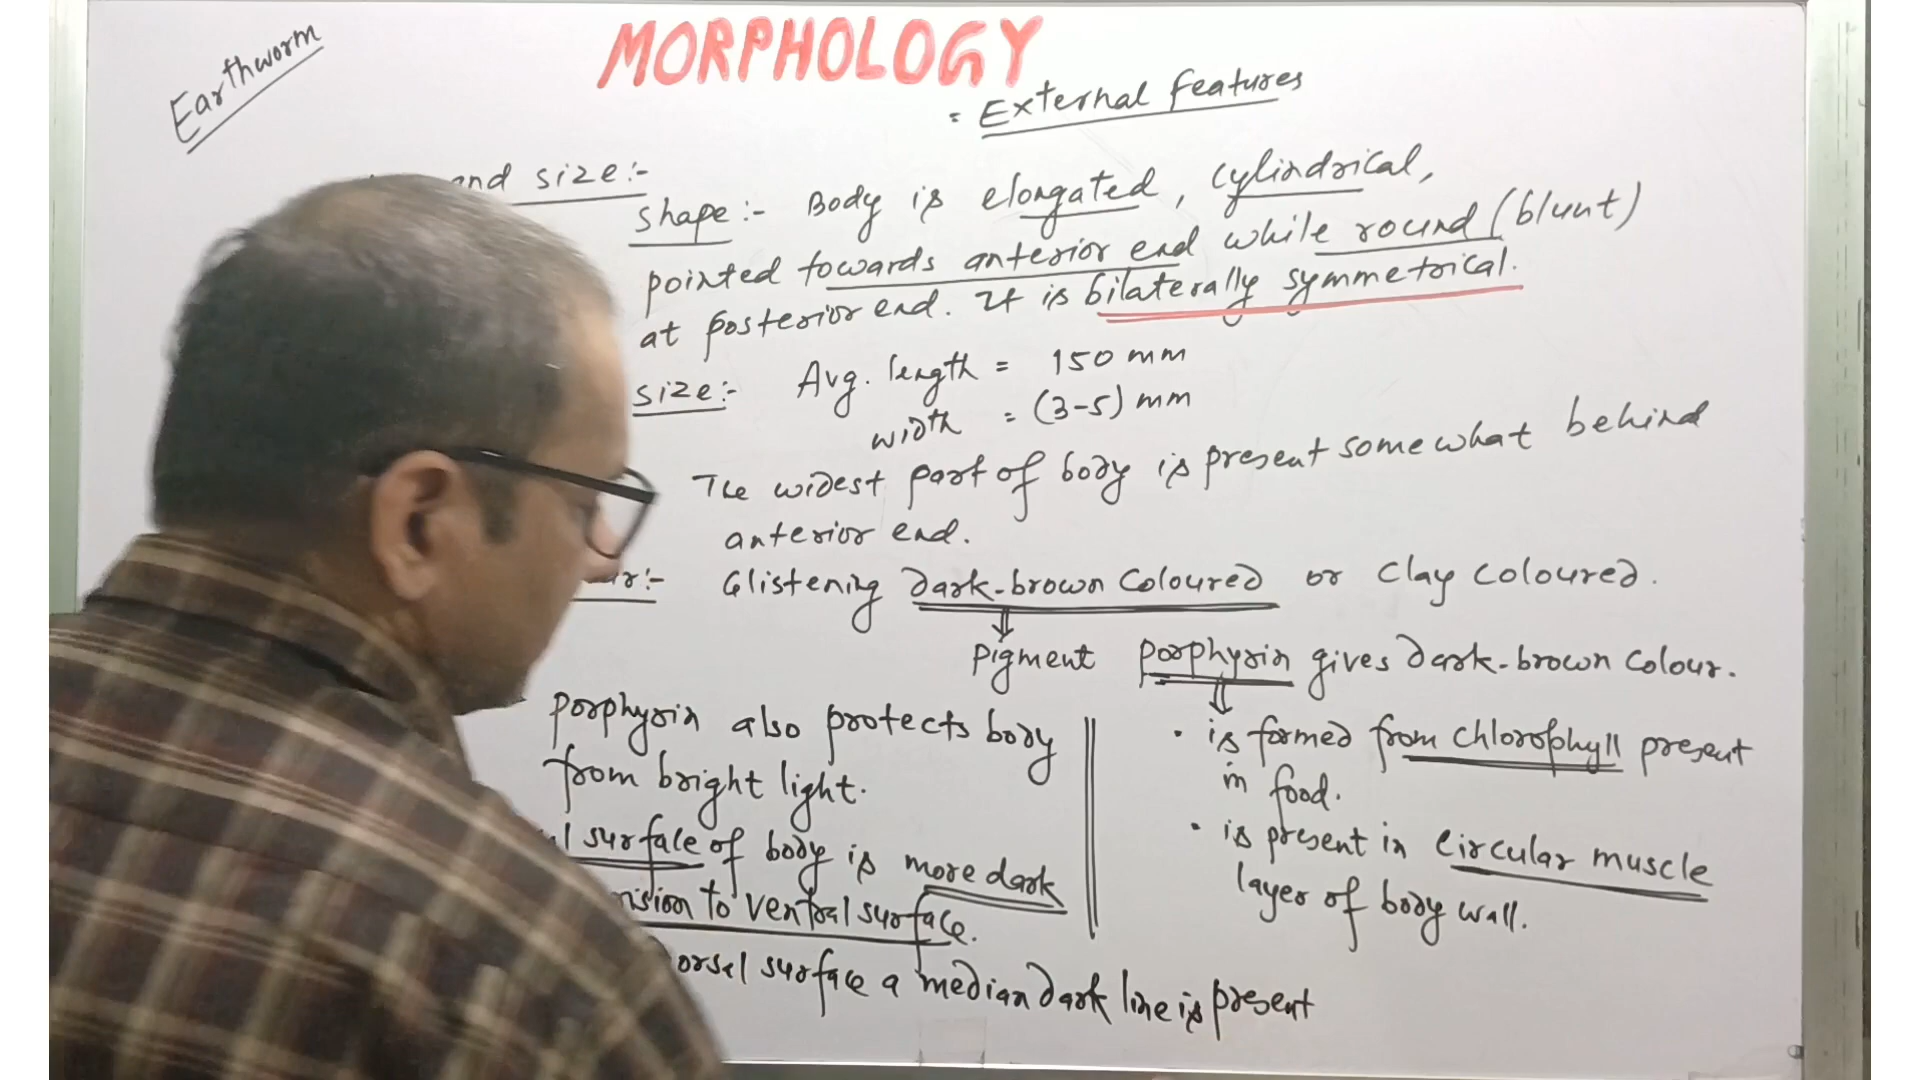 Earthworm
MORPHOLOGY
= External features
and size:-
shape:- Body is elongated, cylindrical,
pointed towards anterior end while round (blunt)
at posterior end. It is bilaterally symmetrical.
size:- Avg. length = 150 mm
width = (3-5) mm
The widest part of body is present somewhat behind
anterior end.
Glistening dark-brown coloured or clay coloured.
Pigment porphyrin gives dark-brown colour.
porphyrin also protects body
from bright light.
surface of body is more dark
to ventral surface.
surface a median dark line is present
• is formed from chlorophyll present
in food.
• is present in circular muscle
layer of body wall.